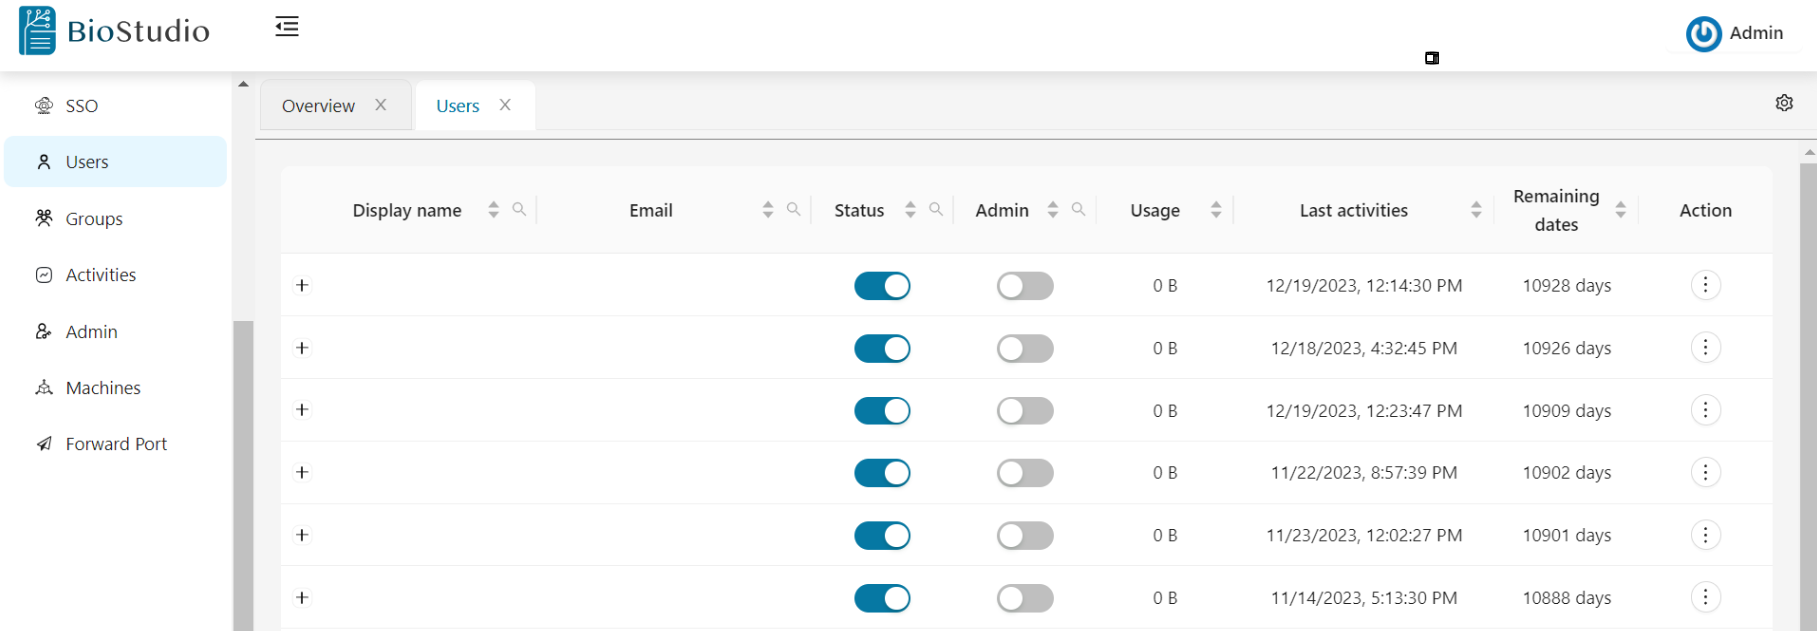 BioStudio
Admin
SSO
Users
Groups
Activities
Admin
Machines
Forward Port
Overview X Users X
Display name Email Status Admin Usage Last activities Remaining dates Action
+ 0 B 12/19/2023, 12:14:30 PM 10928 days
+ 0 B 12/18/2023, 4:32:45 PM 10926 days
+ 0 B 12/19/2023, 12:23:47 PM 10909 days
+ 0 B 11/22/2023, 8:57:39 PM 10902 days
+ 0 B 11/23/2023, 12:02:27 PM 10901 days
+ 0 B 11/14/2023, 5:13:30 PM 10888 days